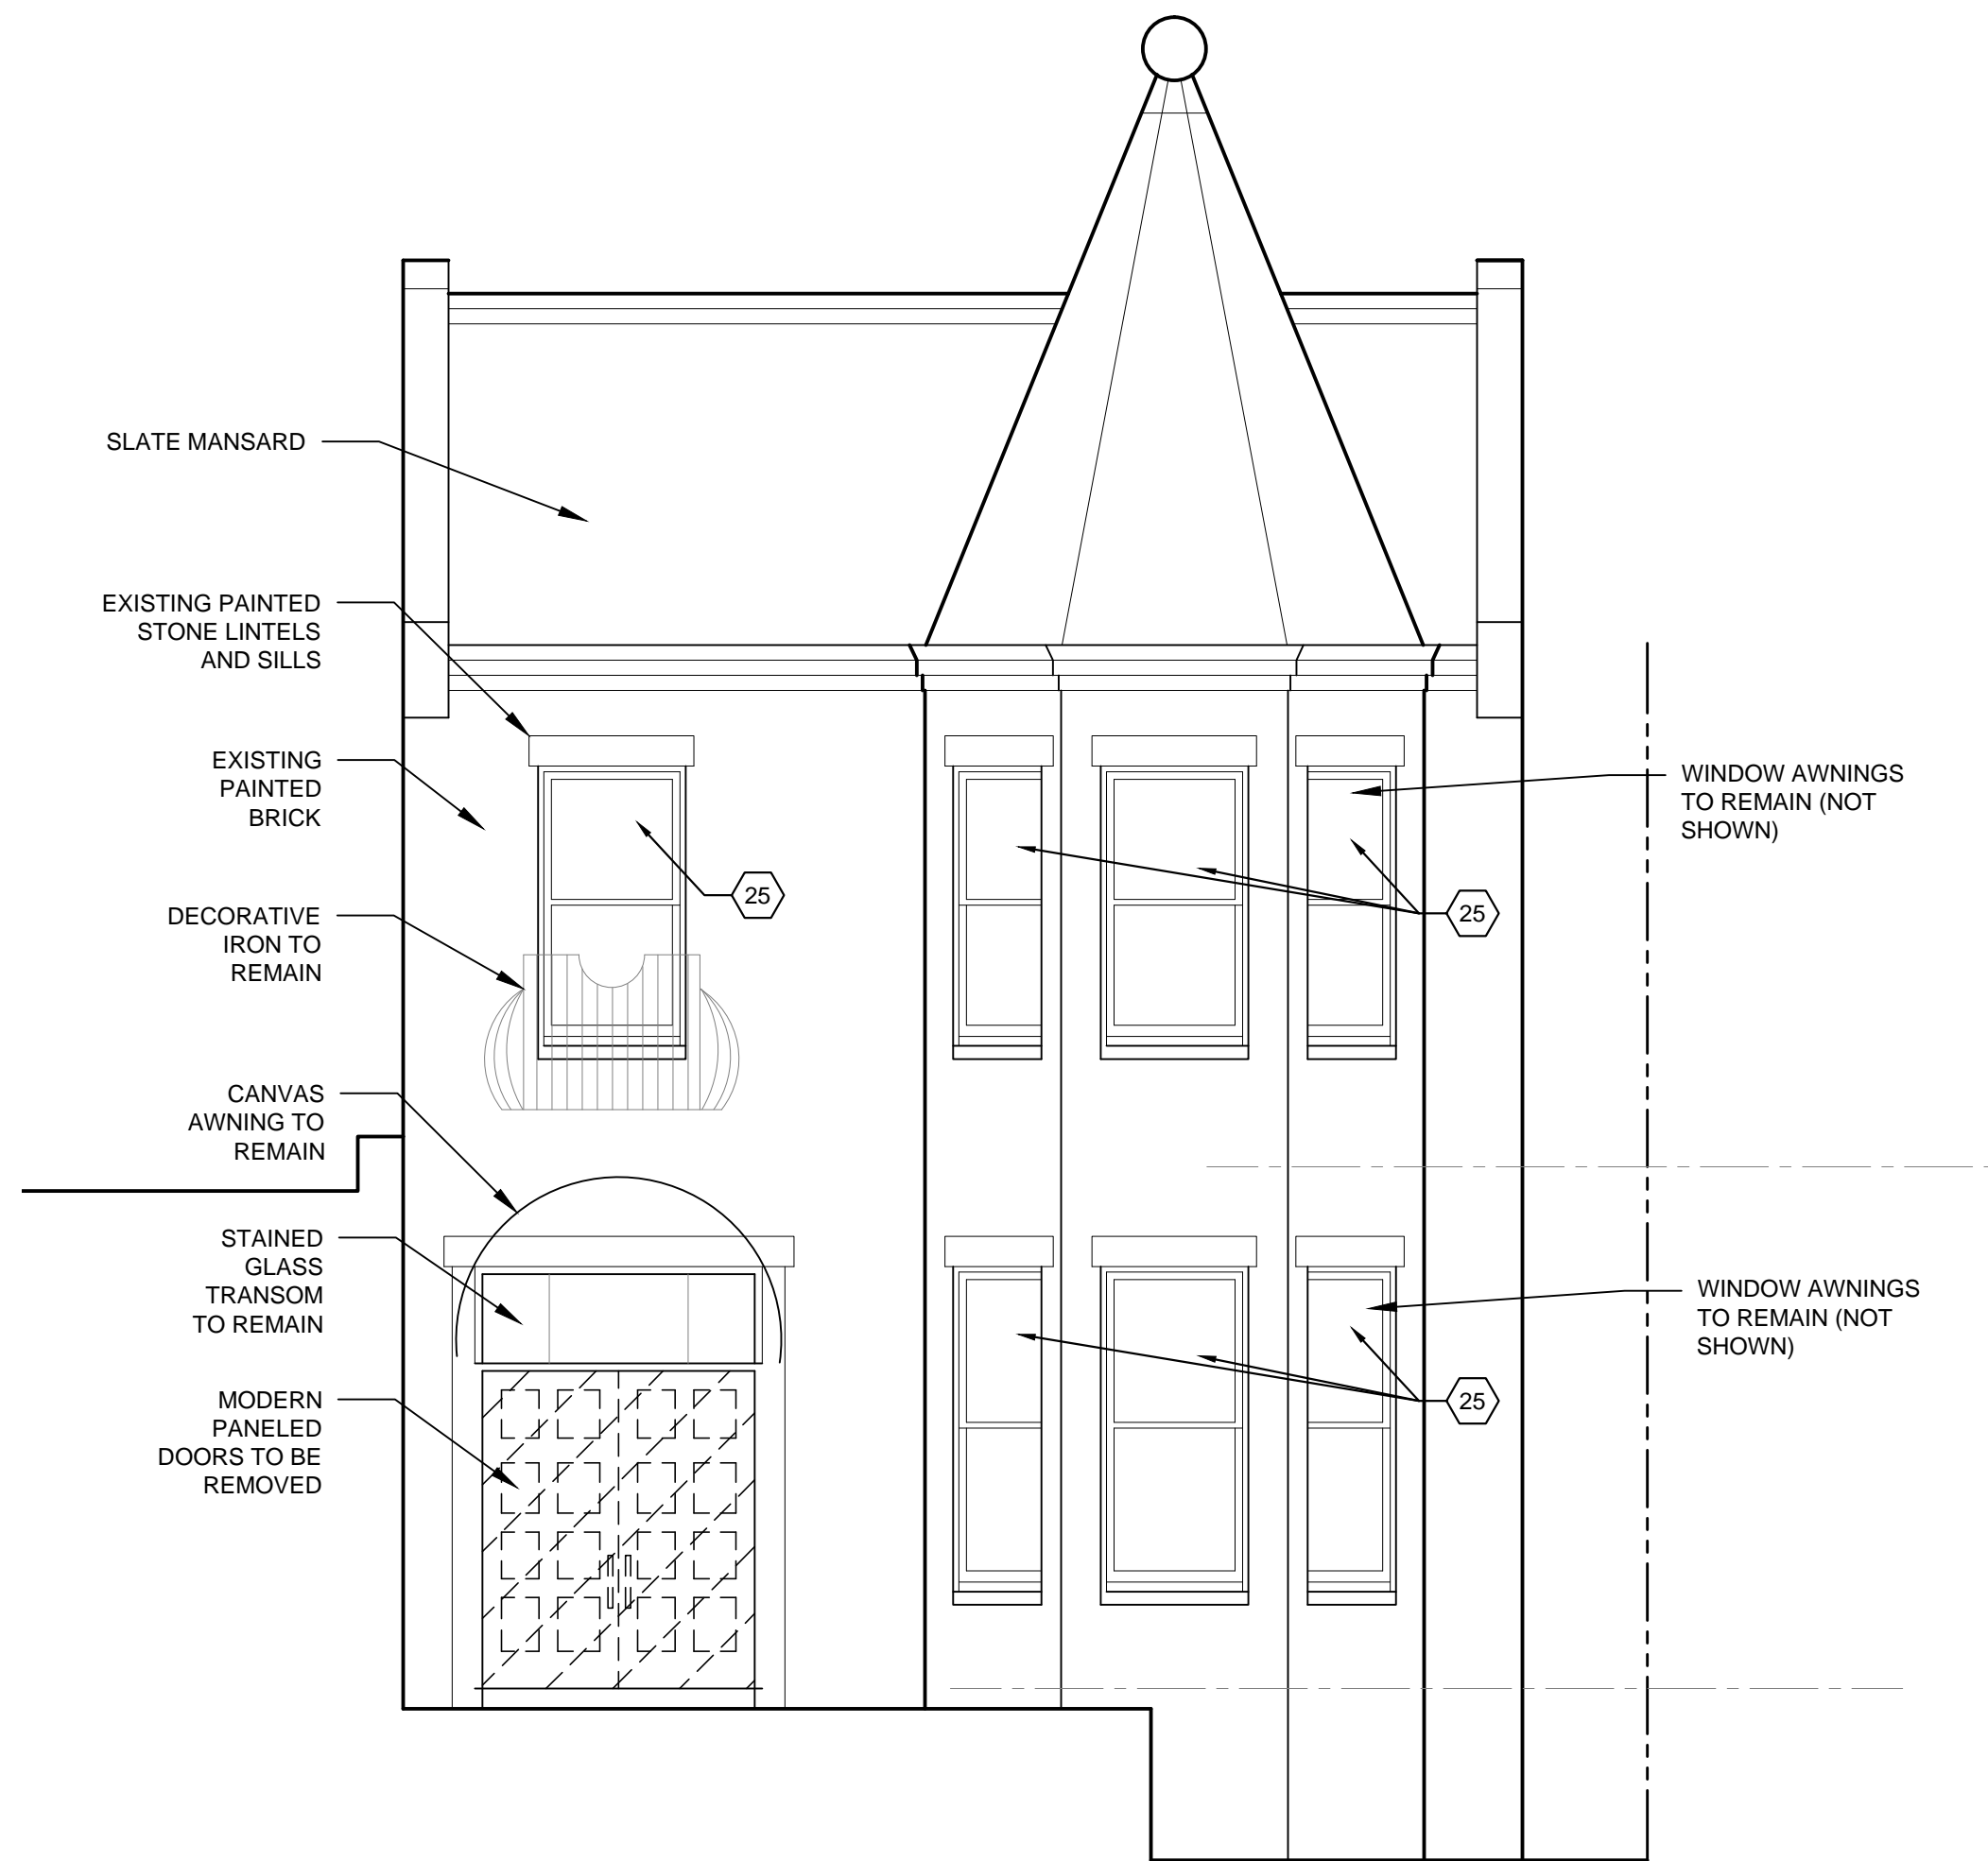 SLATE MANSARD
EXISTING PAINTED
STONE LINTELS
AND SILLS
EXISTING
PAINTED
BRICK
DECORATIVE
IRON TO
REMAIN
CANVAS
AWNING TO
REMAIN
STAINED
GLASS
TRANSOM
TO REMAIN
MODERN
PANELED
DOORS TO BE
REMOVED
25
WINDOW AWNINGS
TO REMAIN (NOT
SHOWN)
25
WINDOW AWNINGS
TO REMAIN (NOT
SHOWN)
25